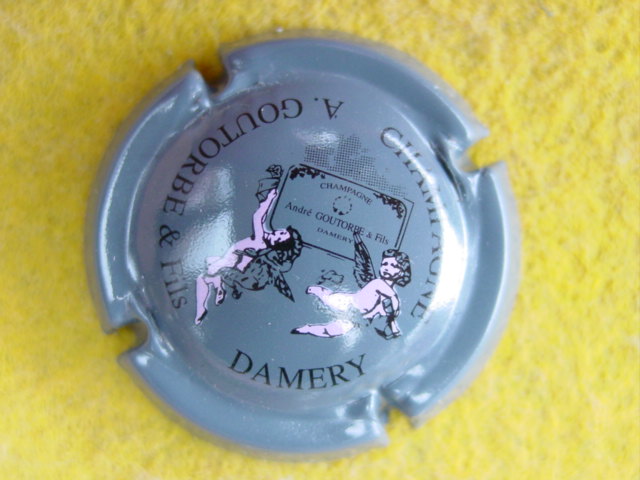 A. GOUTORBE & Fils
CHAMPAGNE
CHAMPAGNE
André GOUTORBE & Fils
DAMERY
DAMERY